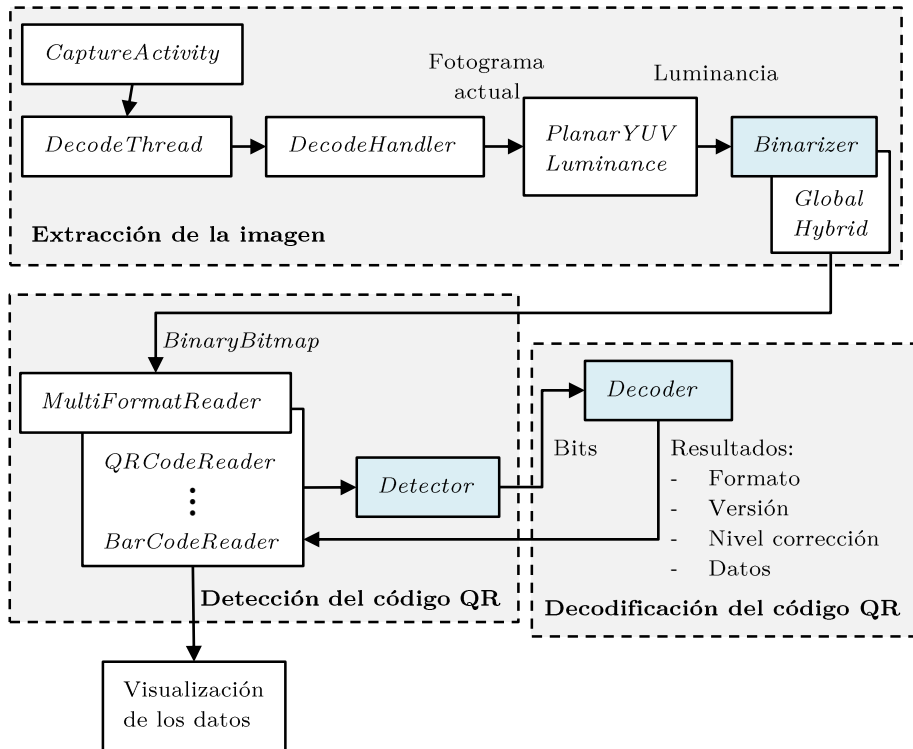 CaptureActivity
Fotograma
actual
Luminancia
DecodeThread
DecodeHandler
PlanarYUV
Luminance
Binarizer
Global
Hybrid
Extracción de la imagen
BinaryBitmap
MultiFormatReader
QRCodeReader
⋮
BarCodeReader
Detector
Bits
Decoder
Resultados:
- Formato
- Versión
- Nivel corrección
- Datos
Detección del código QR
Decodificación del código QR
Visualización
de los datos